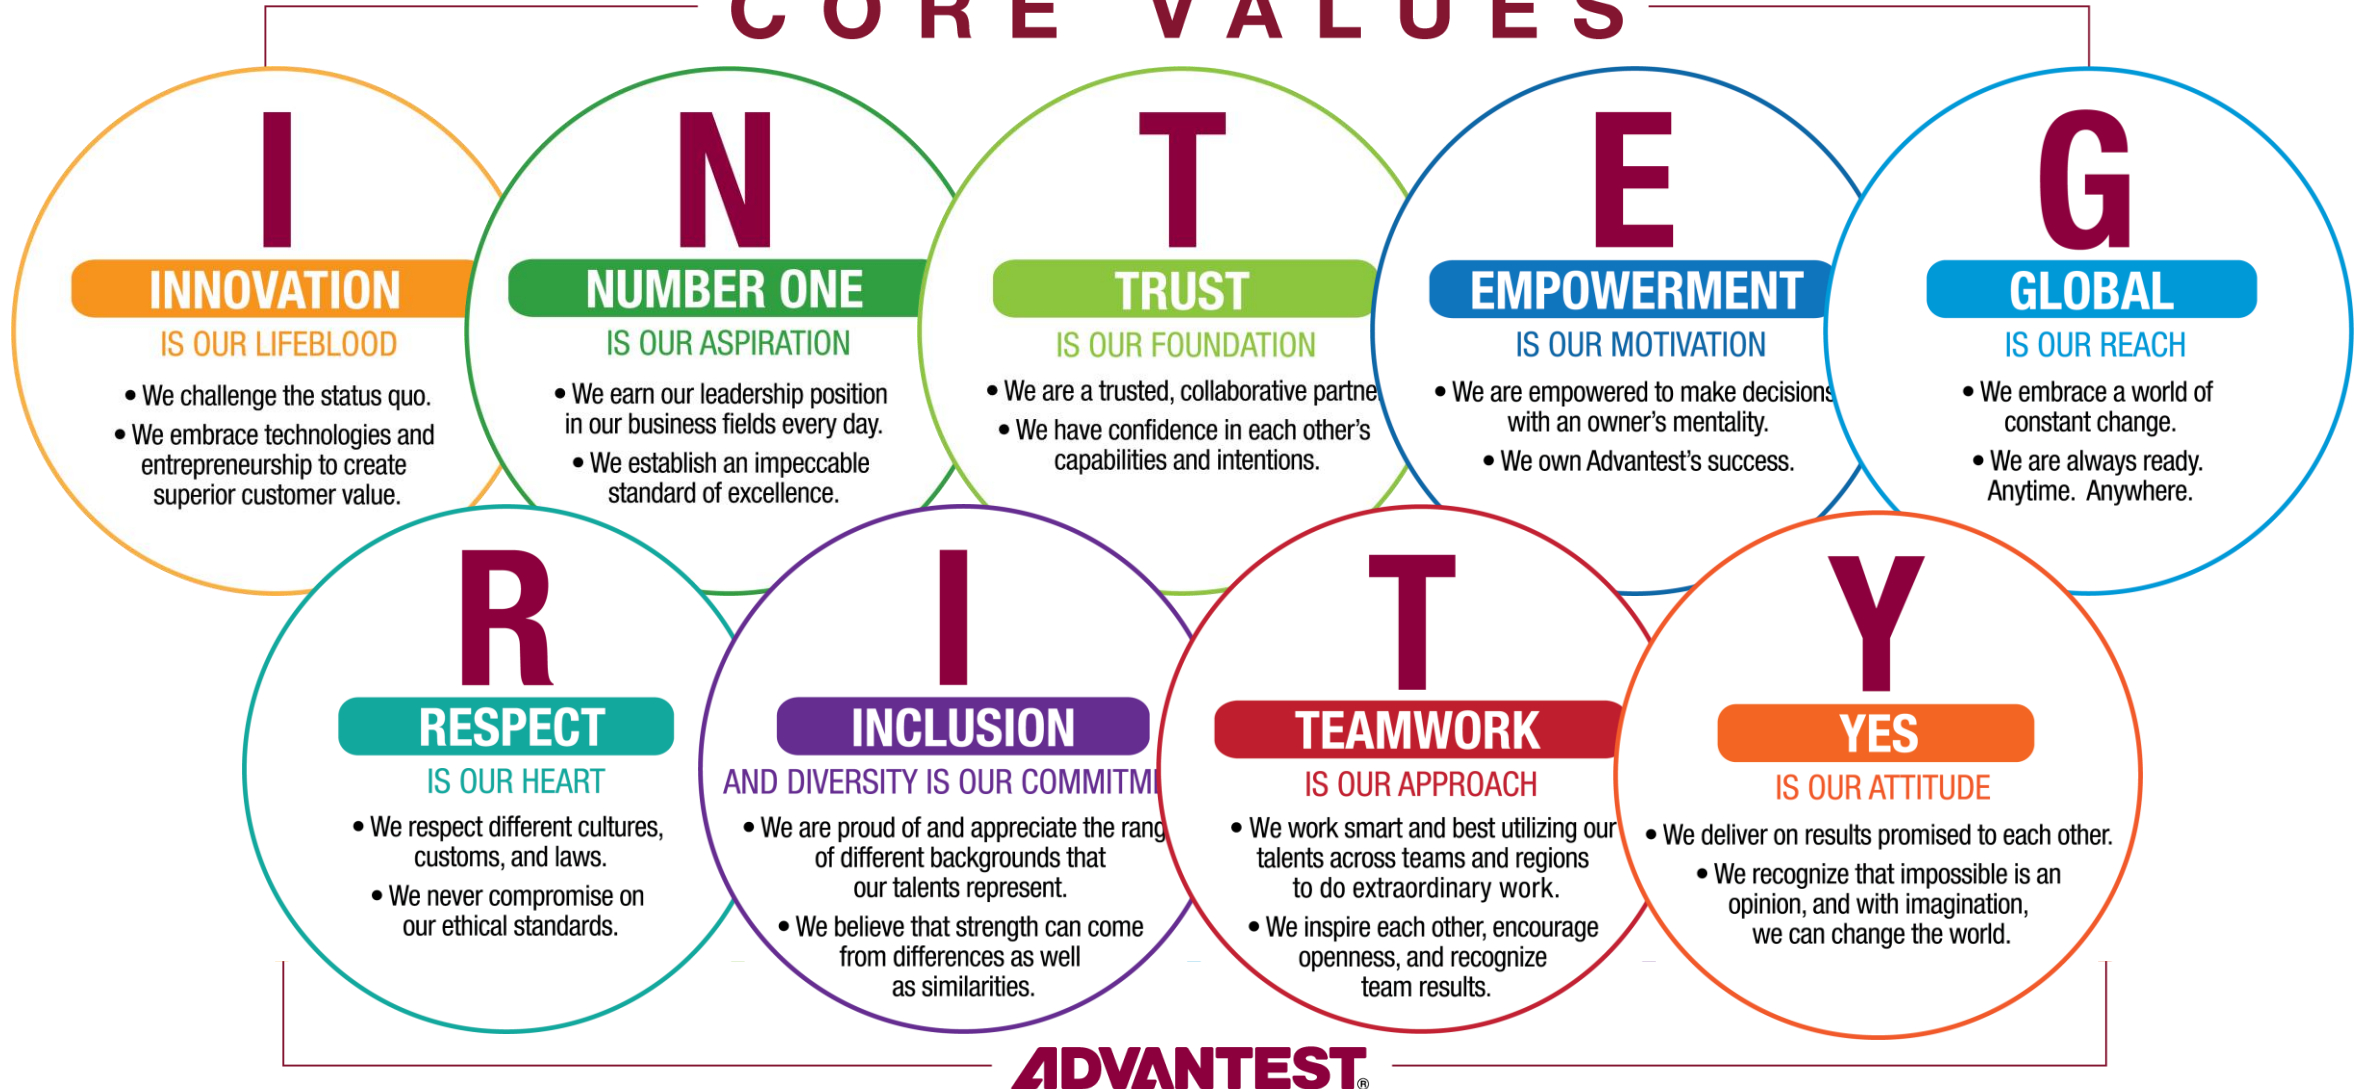 CORE VALUES
I
INNOVATION
IS OUR LIFEBLOOD
• We challenge the status quo.
• We embrace technologies and
entrepreneurship to create
superior customer value.
N
NUMBER ONE
IS OUR ASPIRATION
• We earn our leadership position
in our business fields every day.
• We establish an impeccable
standard of excellence.
T
TRUST
IS OUR FOUNDATION
• We are a trusted, collaborative partne
• We have confidence in each other's
capabilities and intentions.
E
EMPOWERMENT
IS OUR MOTIVATION
• We are empowered to make decisions
with an owner's mentality.
• We own Advantest's success.
G
GLOBAL
IS OUR REACH
• We embrace a world of
constant change.
• We are always ready.
Anytime. Anywhere.
R
RESPECT
IS OUR HEART
• We respect different cultures,
customs, and laws.
• We never compromise on
our ethical standards.
I
INCLUSION
AND DIVERSITY IS OUR COMMITM
• We are proud of and appreciate the rang
of different backgrounds that
our talents represent.
• We believe that strength can come
from differences as well
as similarities.
T
TEAMWORK
IS OUR APPROACH
• We work smart and best utilizing our
talents across teams and regions
to do extraordinary work.
• We inspire each other, encourage
openness, and recognize
team results.
Y
YES
IS OUR ATTITUDE
• We deliver on results promised to each other.
• We recognize that impossible is an
opinion, and with imagination,
we can change the world.
ADVANTEST®